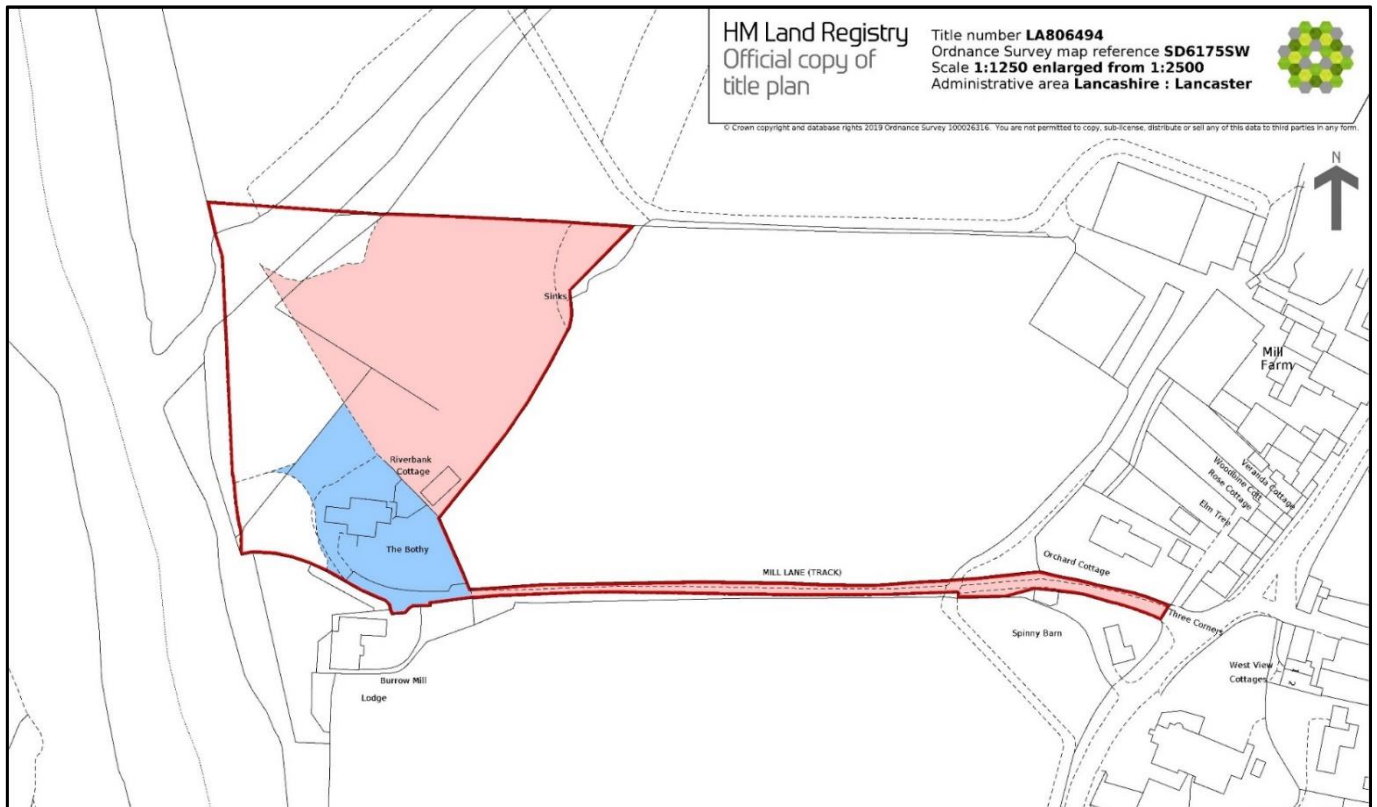 HM Land Registry
Official copy of
title plan
Title number LA806494
Ordnance Survey map reference SD6175SW
Scale 1:1250 enlarged from 1:2500
Administrative area Lancashire : Lancaster
© Crown copyright and database rights 2019 Ordnance Survey 100026316. You are not permitted to copy, sub-license, distribute or sell any of this data to third parties in any form.
N
Sinks
Mill
Farm
Riverbank
Cottage
Veranda Cottage
Woodbine Cott
Rose Cottage
Elm Tree
The Bothy
Orchard Cottage
MILL LANE (TRACK)
Three Corners
Spinny Barn
West View
Cottages
1
2
Burrow Mill
Lodge